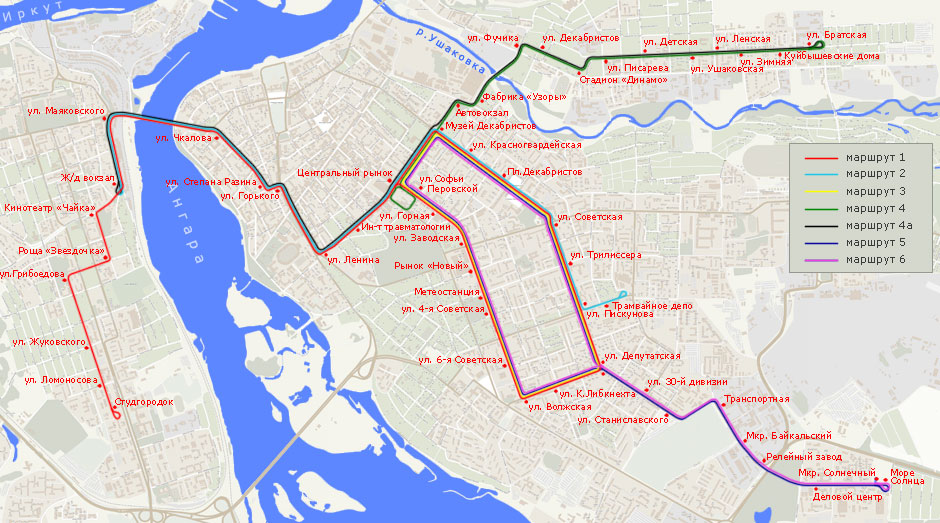 Иркут
р.Ушаковка
Ангара
ул. Фучика
ул. Декабристов
ул. Детская
ул. Ленская
ул. Братская
Стадион «Динамо»
ул. Писарева
ул. Ушаковская
ул. Зимняя
Куйбышевские дома
Фабрика «Узоры»
Автовокзал
Музей Декабристов
ул. Маяковского
ул. Чкалова
ул. Красногвардейская
Пл.Декабристов
Ж/д вокзал
ул. Степана Разина
ул. Горького
Центральный рынок
ул.Софьи
Перовской
Кинотеатр «Чайка»
ул. Горная
Ин-т травматологии
ул. Заводская
ул. Советская
Роща «Звездочка»
ул. Ленина
Рынок «Новый»
ул. Трилиссера
ул.Грибоедова
Метеостанция
Трамвайное депо
ул. 4-я Советская
ул. Пискунова
ул. Жуковского
ул. 6-я Советская
ул. Депутатская
ул. Ломоносова
ул. К.Либкнехта
ул. 30-й дивизии
Студгородок
ул. Волжская
ул. Станиславского
Транспортная
Мкр. Байкальский
Релейный завод
Мкр. Солнечный
Море
Солнца
Деловой центр
маршрут 1
маршрут 2
маршрут 3
маршрут 4
маршрут 4а
маршрут 5
маршрут 6